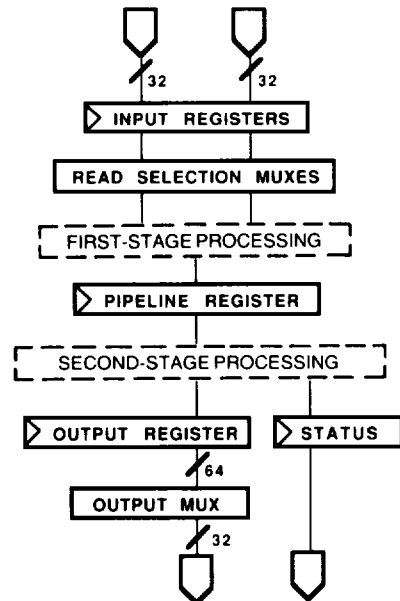 32 32
INPUT REGISTERS
READ SELECTION MUXES
FIRST-STAGE PROCESSING
PIPELINE REGISTER
SECOND-STAGE PROCESSING
OUTPUT REGISTER STATUS
64
OUTPUT MUX
32